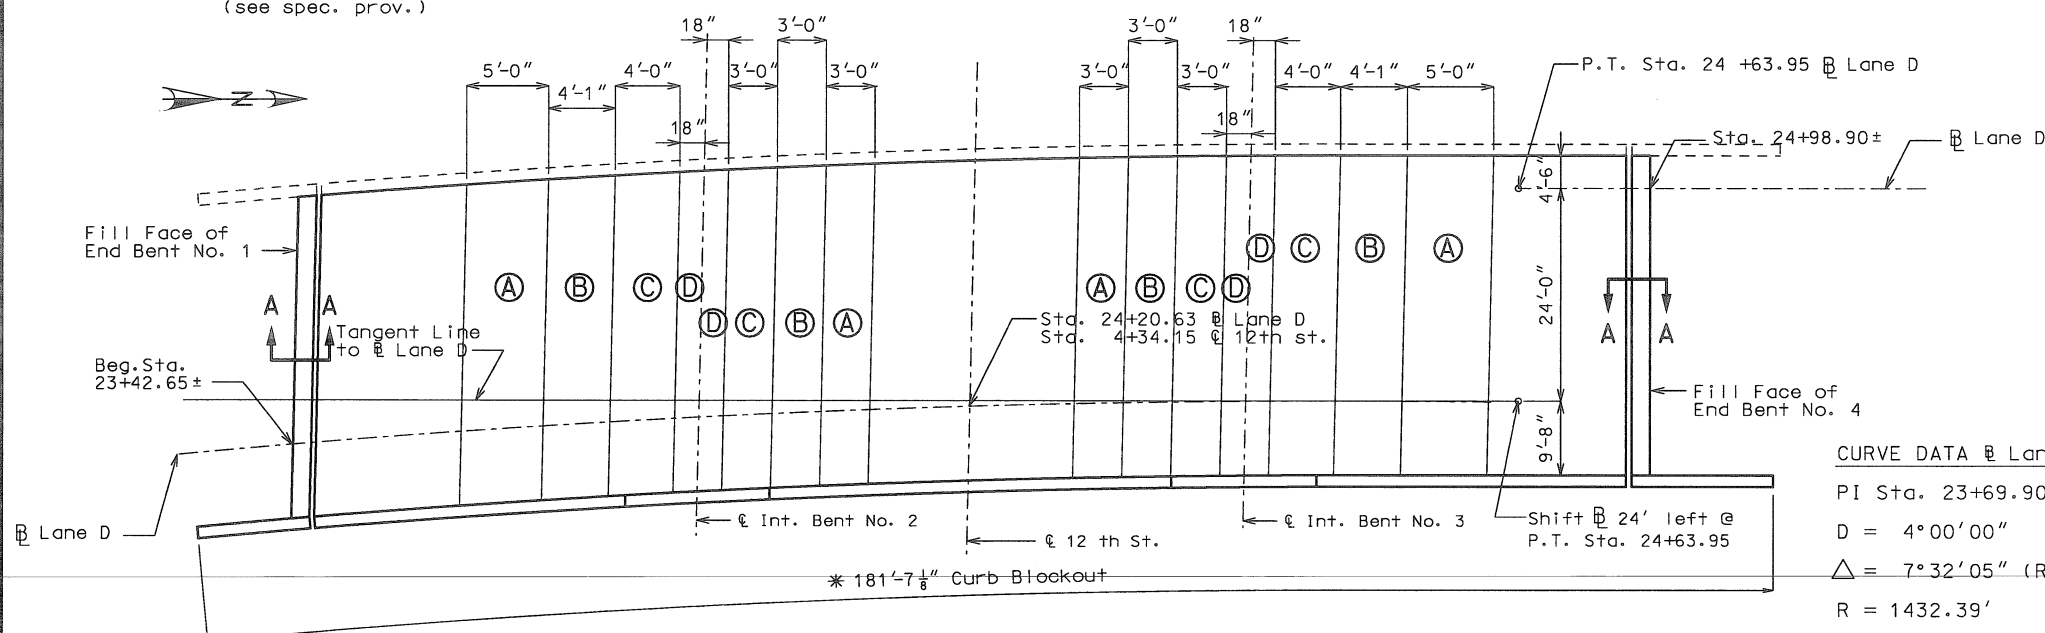 (see spec. prov.)
18" 3'-0" 3'-0" 18"
5'-0" 4'-0" 3'-0" 3'-0" 3'-0" 3'-0" 4'-0" 4'-1" 5'-0"
4'-1"
18" 18"
P.T. Sta. 24 +63.95 ⅊ Lane D
N
Sta. 24+98.90±
⅊ Lane D
4'-6"
Fill Face of
End Bent No. 1
D C B A
A B C D A B C D
D C B A
24'-0"
A A
Tangent Line
to ⅊ Lane D
Sta. 24+20.63 ⅊ Lane D
Sta. 4+34.15 ℄ 12th st.
A A
Beg.Sta.
23+42.65±
Fill Face of
End Bent No. 4
9'-8"
⅊ Lane D
℄ Int. Bent No. 2
℄ Int. Bent No. 3
℄ 12 th St.
Shift ⅊ 24' left @
P.T. Sta. 24+63.95
* 181'-7⅛" Curb Blockout
CURVE DATA ⅊ Lan
PI Sta. 23+69.90
D = 4°00'00"
△ = 7°32'05" (R
R = 1432.39'